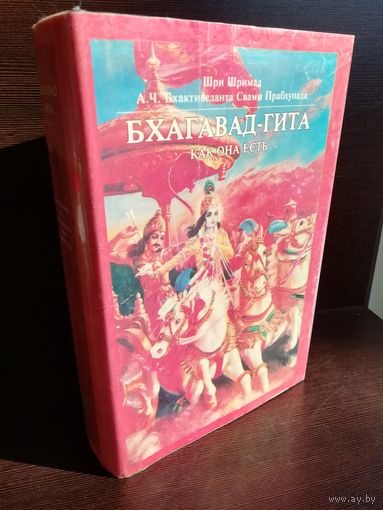 Шри Шримад
А.Ч. Бхактиведанта Свами Прабхупада
БХАГАВАД-ГИТА
КАК ОНА ЕСТЬ
www.ay.by